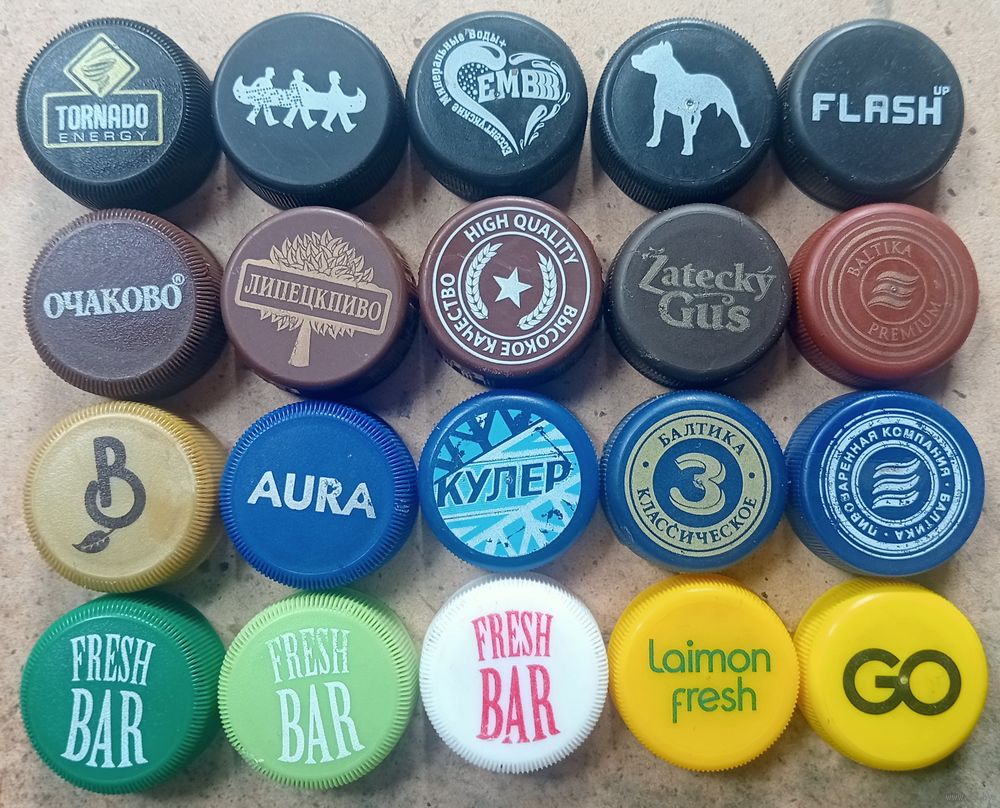 TORNADO
ENERGY
Ессентукские Минеральные Воды+
СЕМЬ
FLASH UP
ОЧАКОВО®
ЛИПЕЦКПИВО
HIGH QUALITY
ВЫСОКОЕ КАЧЕСТВО
Žatecký
Gus
BALTIKA
PREMIUM
B
AURA
КУЛЕР
БАЛТИКА
3
КЛАССИЧЕСКОЕ
ПИВОВАРЕННАЯ КОМПАНИЯ · БАЛТИКА ·
FRESH
BAR
FRESH
BAR
FRESH
BAR
Laimon
fresh
GO